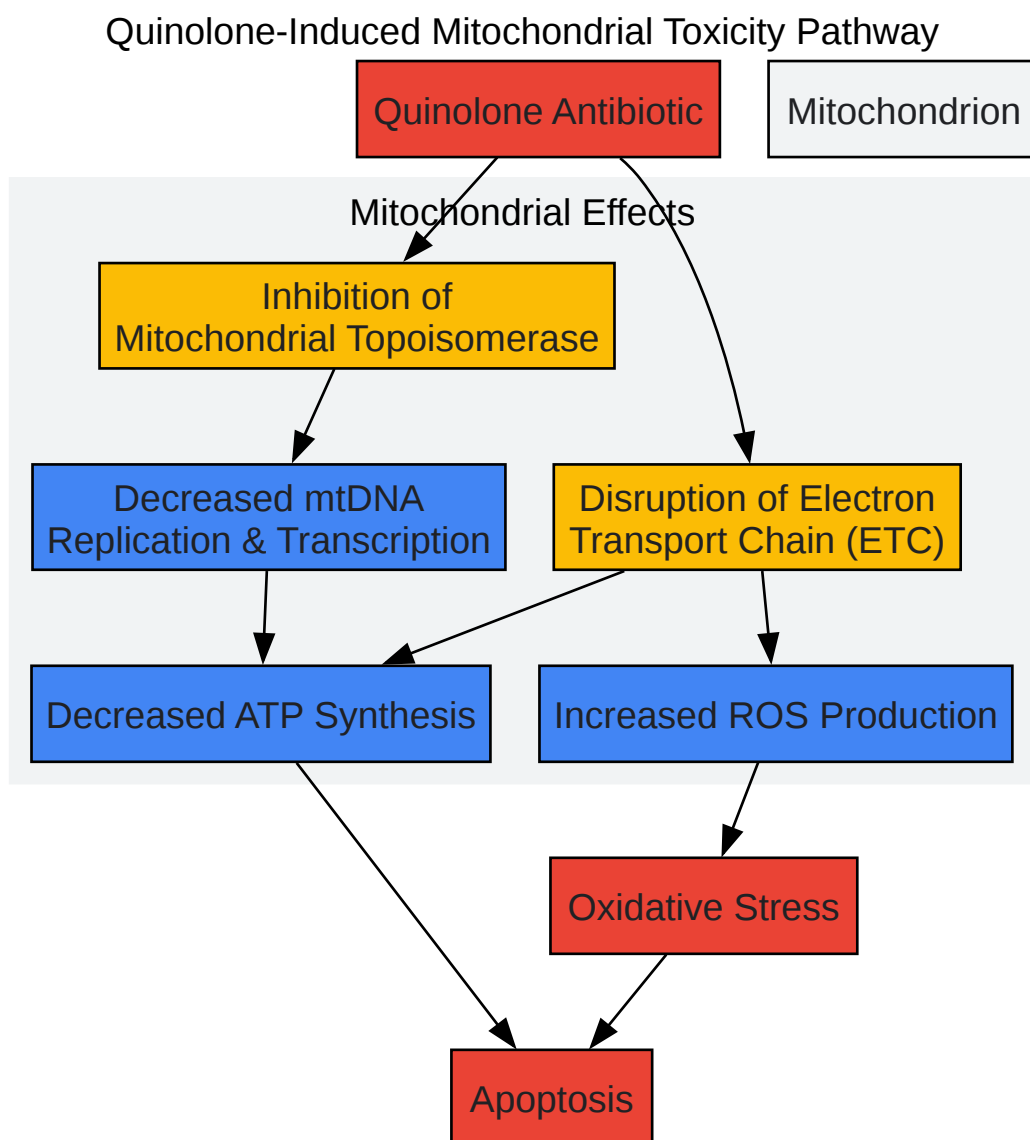 Quinolone-Induced Mitochondrial Toxicity Pathway
Quinolone Antibiotic
Mitochondrion
Mitochondrial Effects
Inhibition of
Mitochondrial Topoisomerase
Decreased mtDNA
Replication & Transcription
Disruption of Electron
Transport Chain (ETC)
Decreased ATP Synthesis
Increased ROS Production
Oxidative Stress
Apoptosis